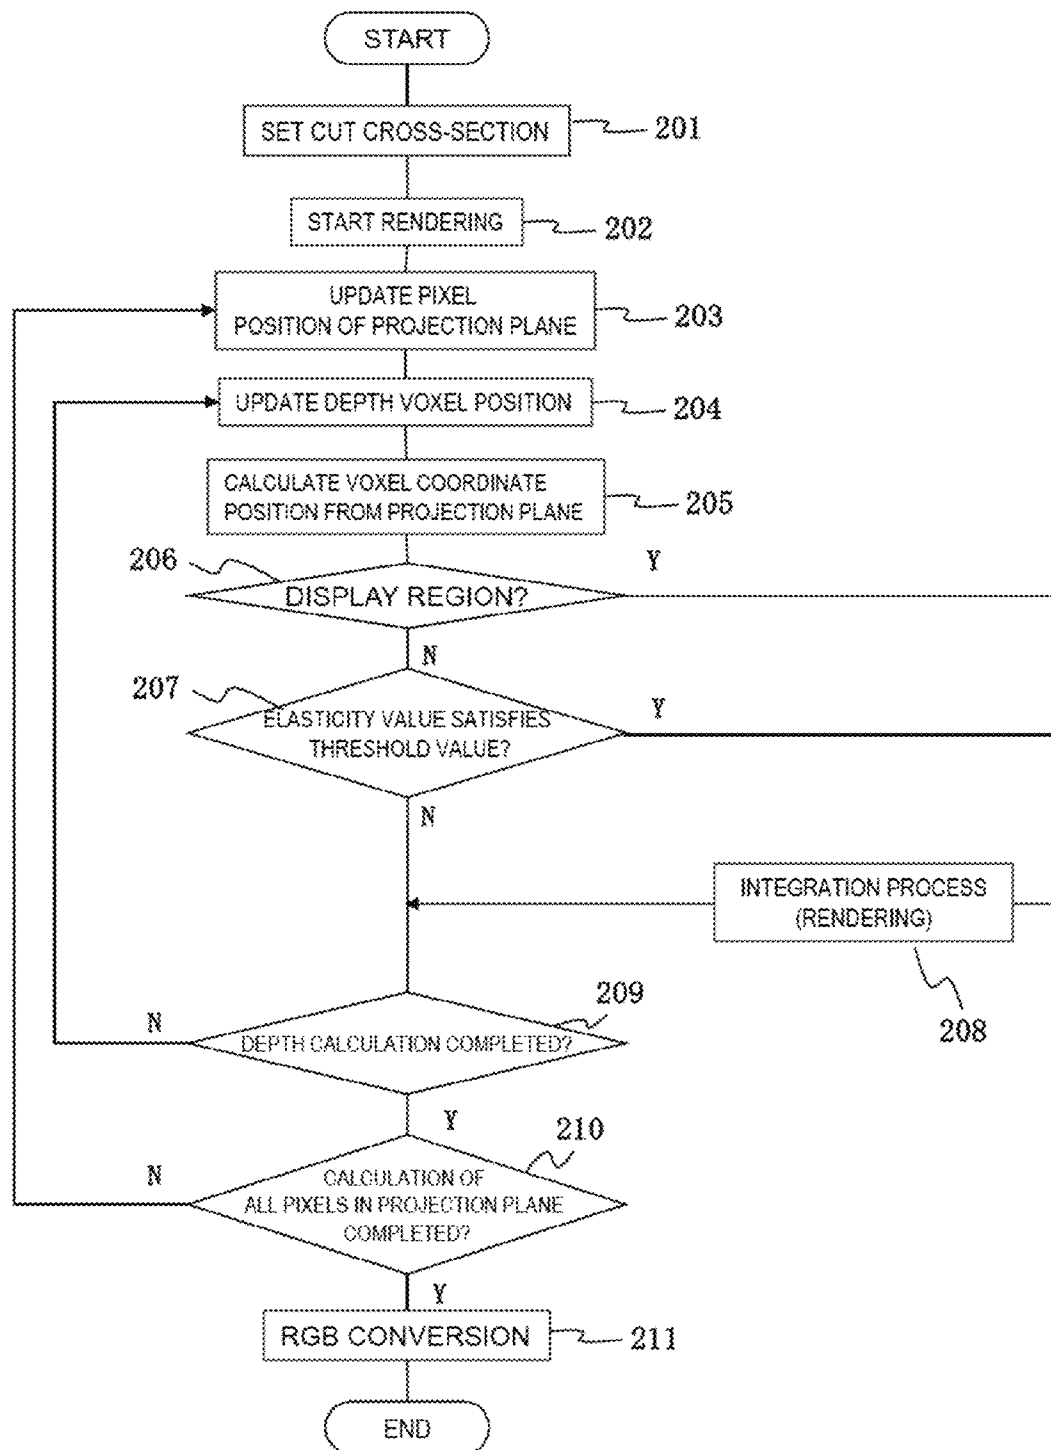 START
SET CUT CROSS-SECTION
201
START RENDERING
202
UPDATE PIXEL
POSITION OF PROJECTION PLANE
203
UPDATE DEPTH VOXEL POSITION
204
CALCULATE VOXEL COORDINATE
POSITION FROM PROJECTION PLANE
205
206
Y
DISPLAY REGION?
N
207
ELASTICITY VALUE SATISFIES
THRESHOLD VALUE?
Y
N
INTEGRATION PROCESS
(RENDERING)
208
209
N
DEPTH CALCULATION COMPLETED?
Y
210
N
CALCULATION OF
ALL PIXELS IN PROJECTION PLANE
COMPLETED?
Y
RGB CONVERSION
211
END